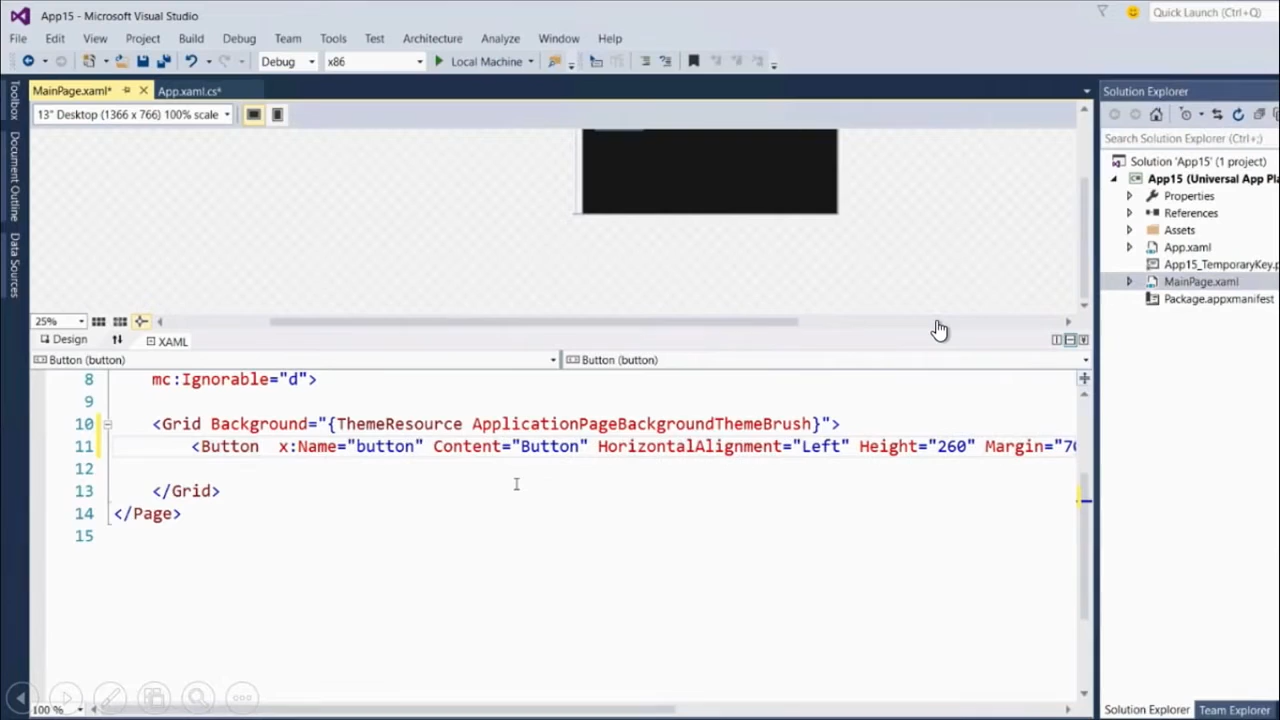 App15 - Microsoft Visual Studio
Quick Launch (Ctrl+Q)
File Edit View Project Build Debug Team Tools Test Architecture Analyze Window Help
Debug x86 Local Machine
MainPage.xaml* App.xaml.cs*
Solution Explorer
13" Desktop (1366 x 766) 100% scale
Search Solution Explorer (Ctrl+;)
Toolbox
Document Outline
Data Sources
Solution 'App15' (1 project)
App15 (Universal App Pla
Properties
References
Assets
App.xaml
App15_TemporaryKey.p
MainPage.xaml
Package.appxmanifest
25%
Design XAML
Button (button) Button (button)
8 mc:Ignorable="d">
9
10 <Grid Background="{ThemeResource ApplicationPageBackgroundThemeBrush}">
11 <Button x:Name="button" Content="Button" HorizontalAlignment="Left" Height="260" Margin="70
12
13 </Grid>
14 </Page>
15
100 %
Solution Explorer Team Explorer